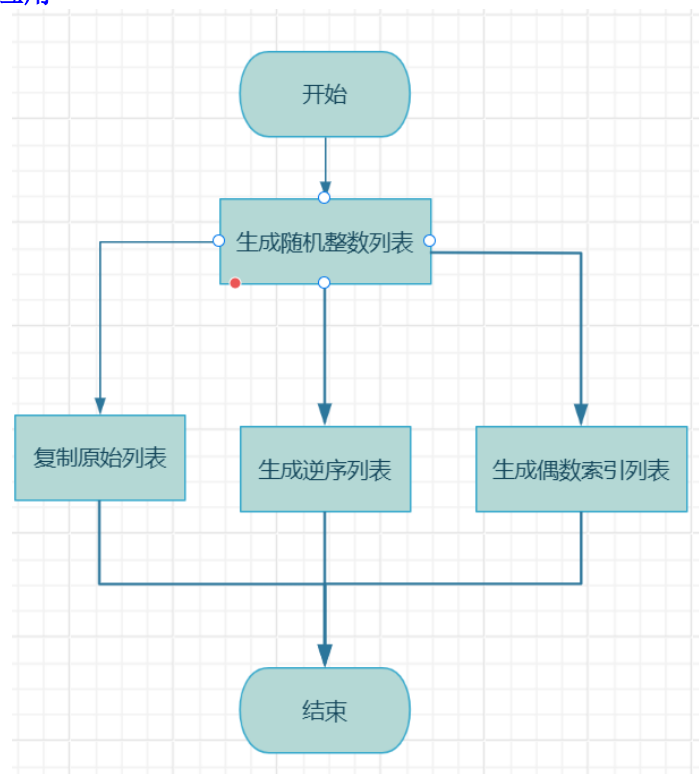 开始
生成随机整数列表
复制原始列表
生成逆序列表
生成偶数索引列表
结束